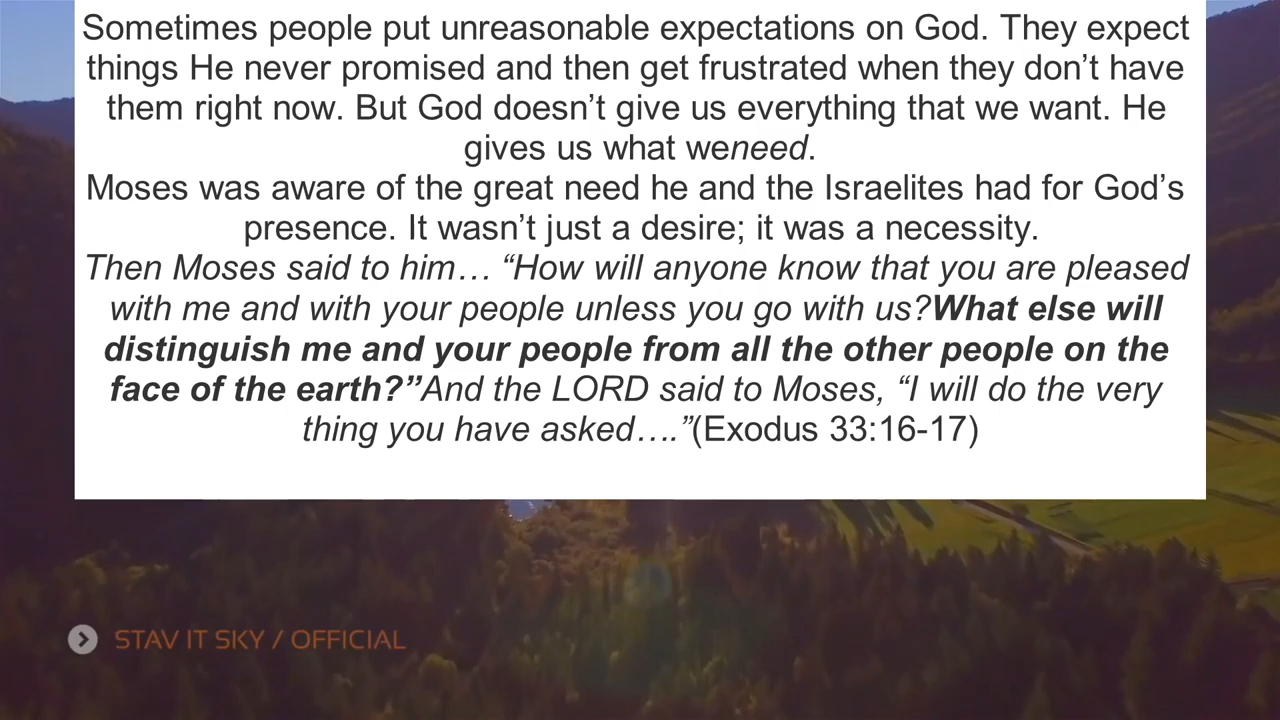 Sometimes people put unreasonable expectations on God. They expect
things He never promised and then get frustrated when they don’t have
them right now. But God doesn’t give us everything that we want. He
gives us what weneed.
Moses was aware of the great need he and the Israelites had for God’s
presence. It wasn’t just a desire; it was a necessity.
Then Moses said to him… “How will anyone know that you are pleased
with me and with your people unless you go with us?What else will
distinguish me and your people from all the other people on the
face of the earth?”And the LORD said to Moses, “I will do the very
thing you have asked….”(Exodus 33:16-17)
STAV IT SKY / OFFICIAL